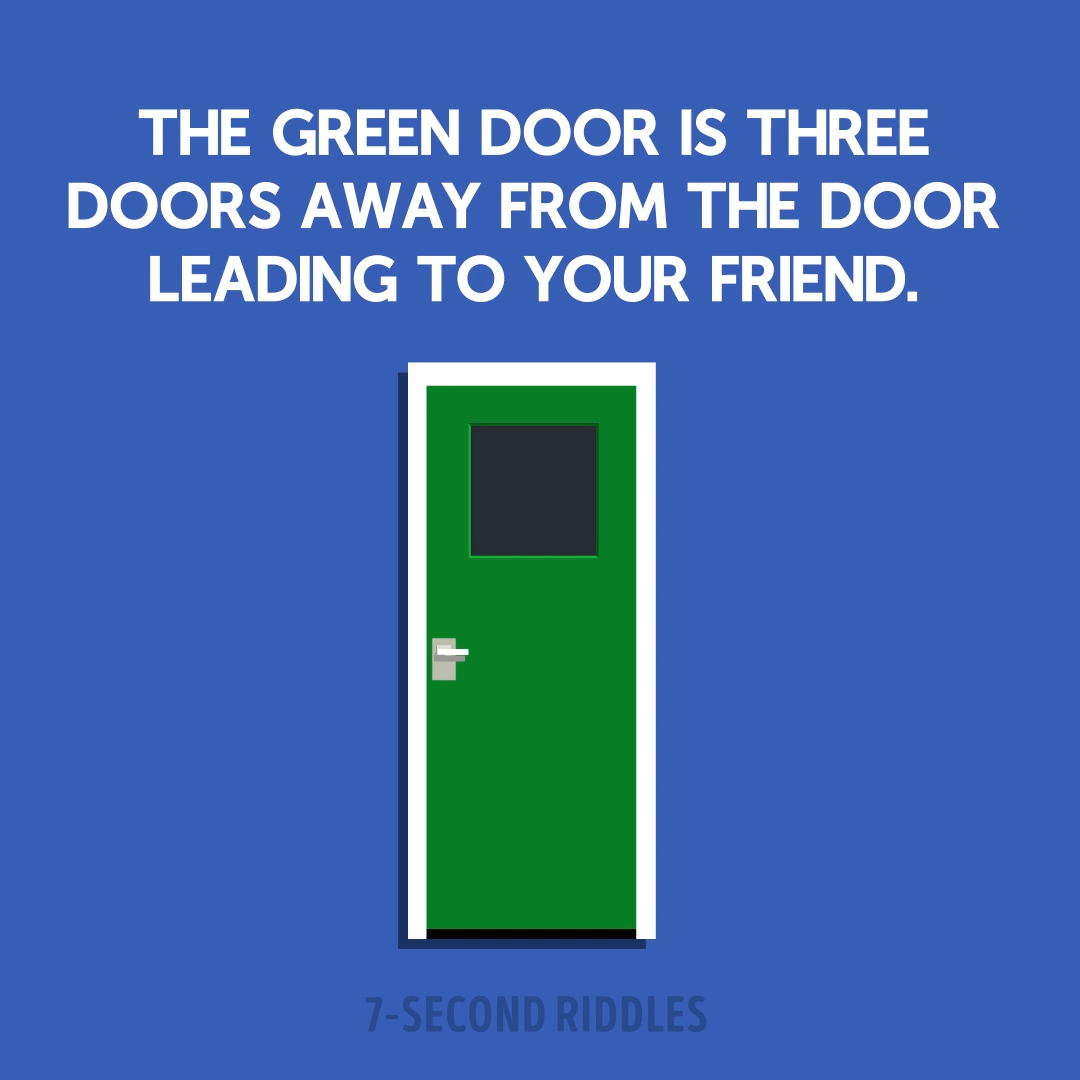 THE GREEN DOOR IS THREE
DOORS AWAY FROM THE DOOR
LEADING TO YOUR FRIEND.
7-SECOND RIDDLES